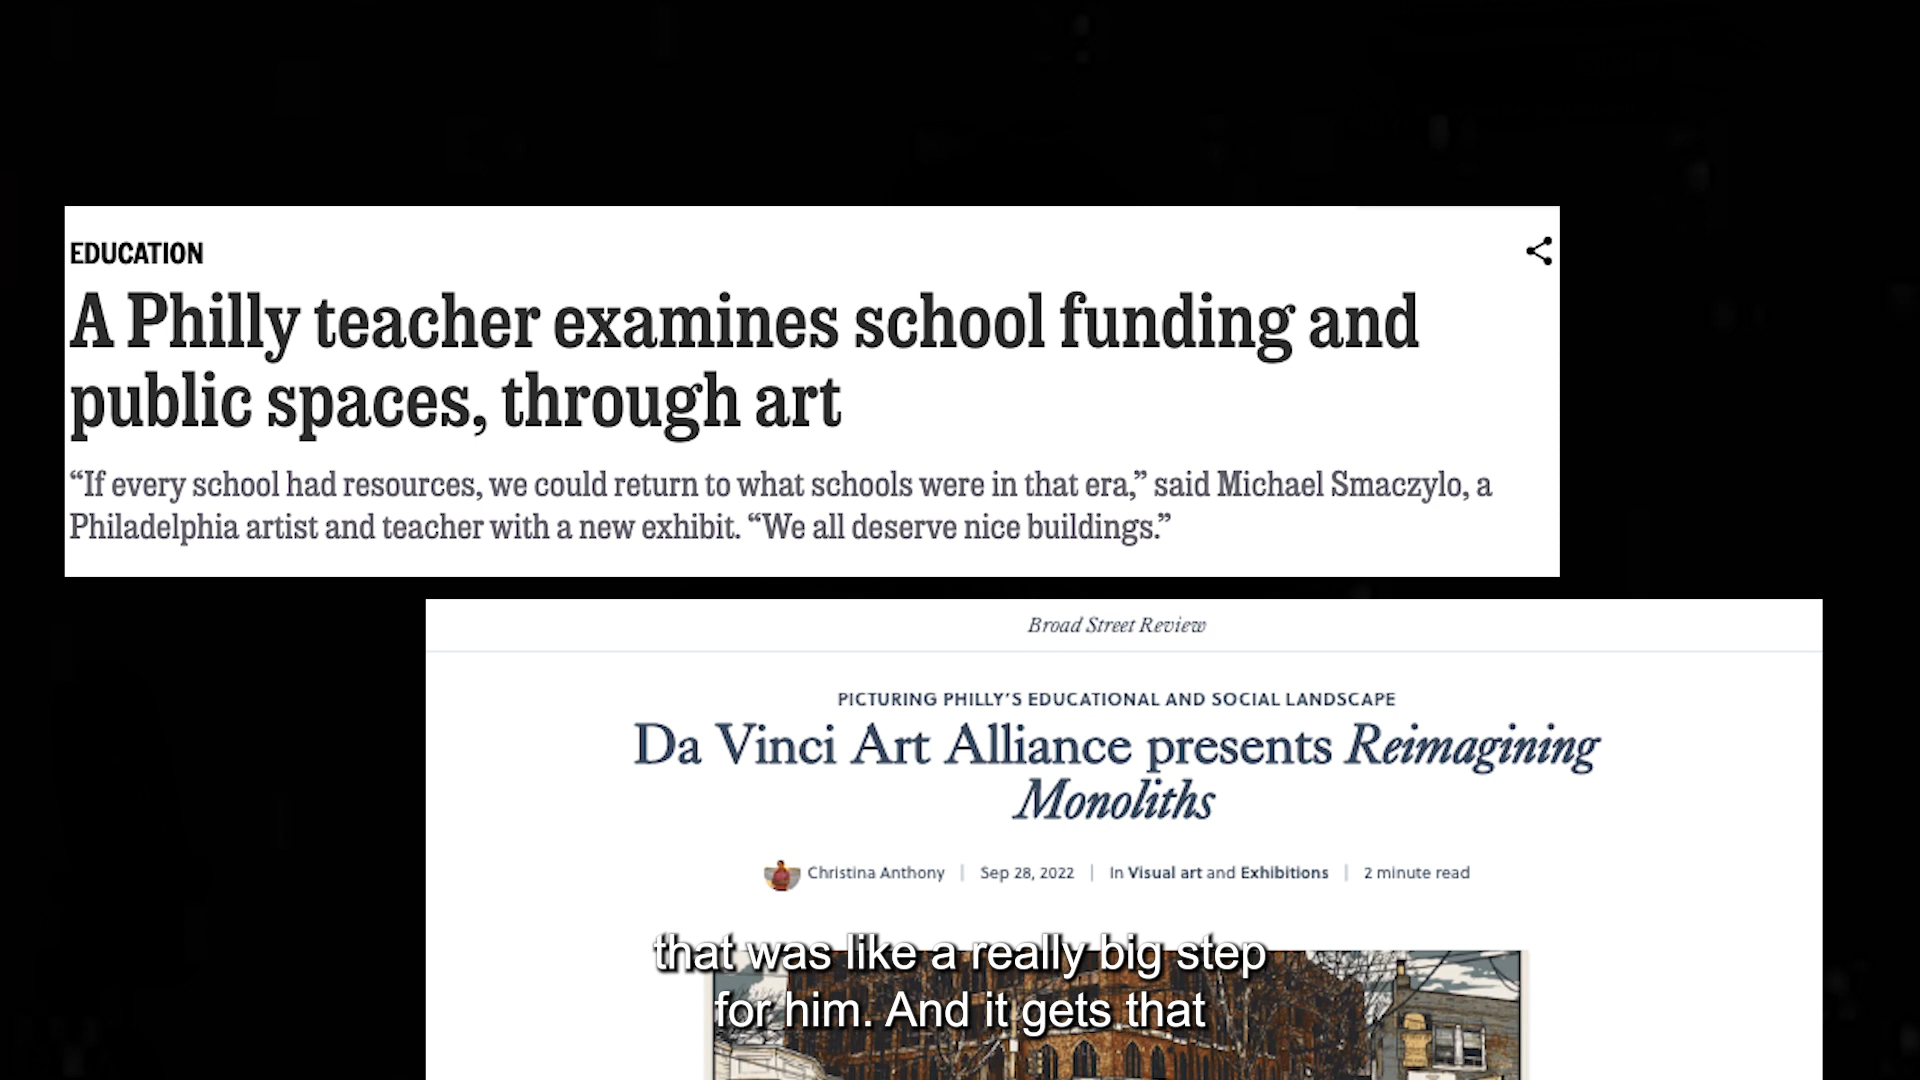 EDUCATION
A Philly teacher examines school funding and
public spaces, through art
“If every school had resources, we could return to what schools were in that era,” said Michael Smaczylo, a
Philadelphia artist and teacher with a new exhibit. “We all deserve nice buildings.”
Broad Street Review
PICTURING PHILLY’S EDUCATIONAL AND SOCIAL LANDSCAPE
Da Vinci Art Alliance presents Reimagining
Monoliths
Christina Anthony | Sep 28, 2022 | In Visual art and Exhibitions | 2 minute read
that was like a really big step
for him. And it gets that